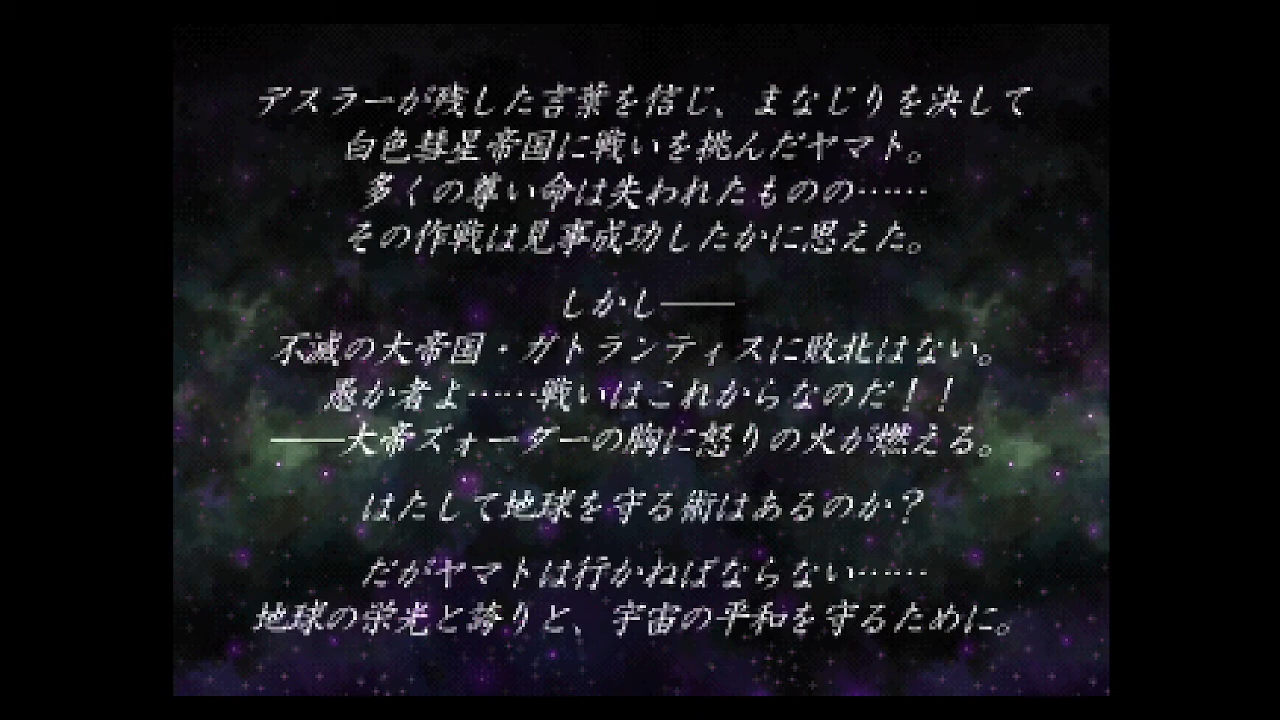 デスラーが残した言葉を信じ、まなじりを決して
白色彗星帝国に戦いを挑んだヤマト。
多くの尊い命は失われたものの……
その作戦は見事成功したかに思えた。
しかし――
不滅の大帝国・ガトランティスに敗北はない。
愚か者よ……戦いはこれからなのだ！！
――大帝ズォーダーの胸に怒りの火が燃える。
はたして地球を守る術はあるのか？
だがヤマトは行かねばならない……
地球の栄光と誇りと、宇宙の平和を守るために。